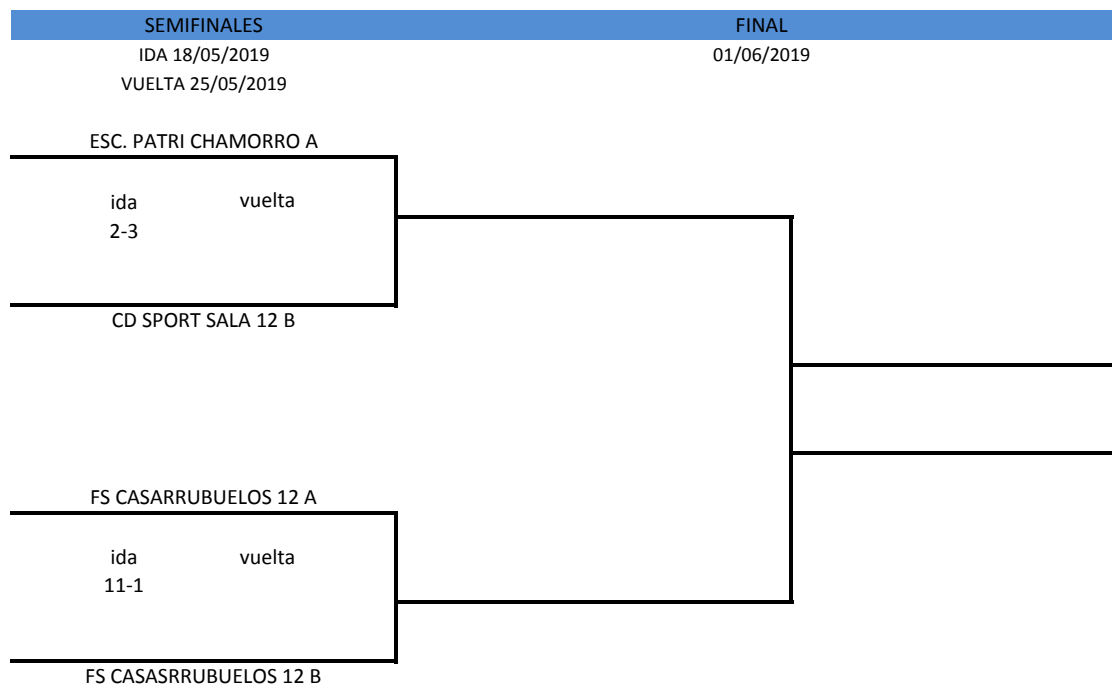 SEMIFINALES FINAL
IDA 18/05/2019 01/06/2019
VUELTA 25/05/2019
ESC. PATRI CHAMORRO A
ida vuelta
2-3
CD SPORT SALA 12 B
FS CASARRUBUELOS 12 A
ida vuelta
11-1
FS CASASRRUBUELOS 12 B